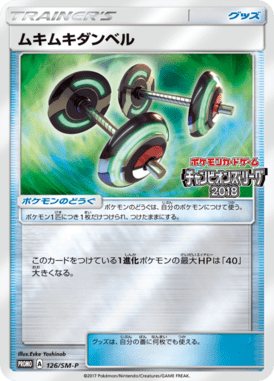 TRAINER'S
グッズ
ムキムキダンベル
ポケモンカードゲーム
チャンピオンズリーグ
2018
ポケモンのどうぐ
ポケモンのどうぐは、自分のポケモンにつけて使う。
ポケモン1匹につき1枚だけつけられ、つけたままにする。
このカードをつけている1進化ポケモンの最大HPは「40」
大きくなる。
グッズは、自分の番に何枚でも使える。
Illus.Eske Yoshinob
PROMO A 126/SM-P
©2017 Pokémon/Nintendo/Creatures/GAME FREAK.